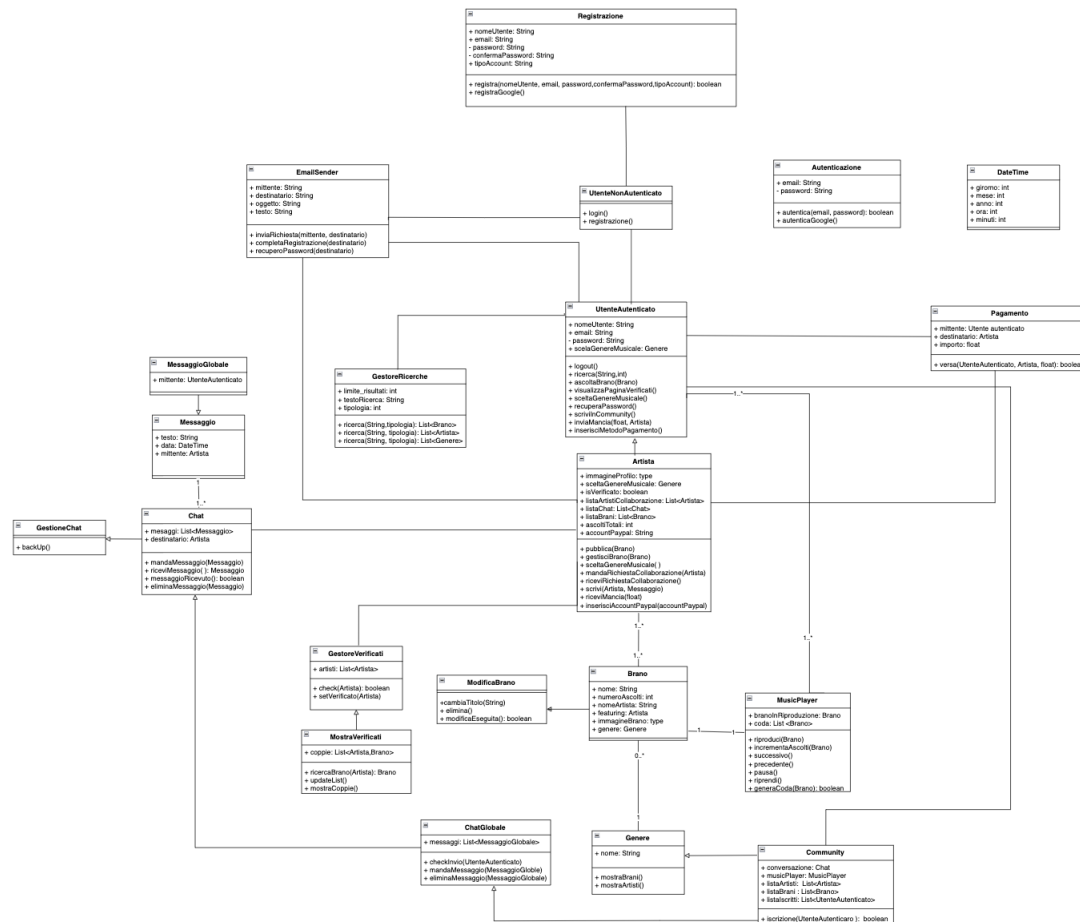 Registrazione
+ nomeUtente: String
+ email: String
- password: String
- confermaPassword: String
+ tipoAccount: String
+ registra(nomeUtente, email, password,confermaPassword,tipoAccount): boolean
+ registraGoogle()
EmailSender
+ mittente: String
+ destinatario: String
+ oggetto: String
+ testo: String
+ inviaRichiesta(mittente, destinatario)
+ completaRegistrazione(destinatario)
+ recuperoPassword(destinatario)
UtenteNonAutenticato
+ login()
+ registrazione()
Autenticazione
+ email: String
- password: String
+ autentica(email, password): boolean
+ autenticaGoogle()
DateTime
+ giromo: int
+ mese: int
+ anno: int
+ ora: int
+ minuti: int
UtenteAutenticato
+ nomeUtente: String
+ email: String
- password: String
+ scelaGenereMusicale: Genere
+ logout()
+ ricerca(String,int)
+ ascoltaBrano(Brano)
+ visualizzaPaginaVerificati()
+ sceltaGenereMusicale()
+ recuperaPassword()
+ scriviInCommunity()
+ inviaMancia(float, Artista)
+ inserisciMetodoPagamento()
Pagamento
+ mittente: Utente autenticato
+ destinatario: Artista
+ importo: float
+ versa(UtenteAutenticato, Artista, float): boolea
MessaggioGlobale
+ mittente: UtenteAutenticato
GestoreRicerche
+ limite_risultati: int
+ testoRicerca: String
+ tipologia: int
+ ricerca(String,tipologia): List<Brano>
+ ricerca(String, tipologia): List<Artista>
+ ricerca(String, tipologia): List<Genere>
1..*
Messaggio
+ testo: String
+ data: DateTime
+ mittente: Artista
1
1..*
Artista
+ immagineProfilo: type
+ sceltaGenereMusicale: Genere
+ isVerificato: boolean
+ listaArtistiCollaborazione: List<Artista>
+ listaChat: List<Chat>
+ listaBrani: List<Brano>
+ ascoltiTotali: int
+ accountPaypal: String
+ pubblica(Brano)
+ gestisciBrano(Brano)
+ sceltaGenereMusicale( )
+ mandaRichiestaCollaborazione(Artista)
+ riceviRichiestaCollaborazione()
+ scrivi(Artista, Messaggio)
+ riceviMancia(float)
+ inserisciAccountPaypal(accountPaypal)
GestioneChat
+ backUp()
Chat
+ mesaggi: List<Messaggio>
+ destinatario: Artista
+ mandaMessaggio(Messaggio)
+ riceviMessaggio( ): Messaggio
+ messaggioRicevuto(): boolean
+ eliminaMessaggio(Messaggio)
1..*
1..*
1..*
GestoreVerificati
+ artisti: List<Artista>
+ check(Artista): boolean
+ setVerificato(Artista)
ModificaBrano
+cambiaTitolo(String)
+ elimina()
+ modificaEseguita(): boolean
Brano
+ nome: String
+ numeroAscolti: int
+ nomeArtista: String
+ featuring: Artista
+ immagineBrano: type
+ genere: Genere
1
1
MusicPlayer
+ branoInRiproduzione: Brano
+ coda: List <Brano>
+ riproduci(Brano)
+ incrementaAscolti(Brano)
+ successivo()
+ precedente()
+ pausa()
+ riprendi()
+ generaCoda(Brano): boolean
MostraVerificati
+ coppie: List<Artista,Brano>
+ ricercaBrano(Artista): Brano
+ updateList()
+ mostraCoppie()
0..*
1
ChatGlobale
+ messaggi: List<MessaggioGlobale>
+ checkInvio(UtenteAutenticato)
+ mandaMessaggio(MessaggioGloble)
+ eliminaMessaggio(MessaggioGlobale)
Genere
+ nome: String
+ mostraBrani()
+ mostraArtisti()
Community
+ conversazione: Chat
+ musicPlayer: MusicPlayer
+ listaArtisti: List<Artista>
+ listaBrani : List<Brano>
+ listaIscritti: List<UtenteAutenticato>
+ iscrizione(UtenteAutenticaro ): boolean